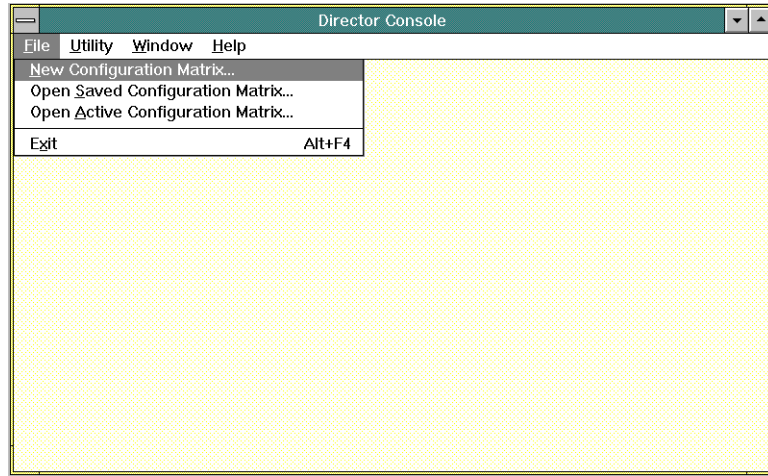 Director Console
File Utility Window Help
New Configuration Matrix...
Open Saved Configuration Matrix...
Open Active Configuration Matrix...
Exit Alt+F4